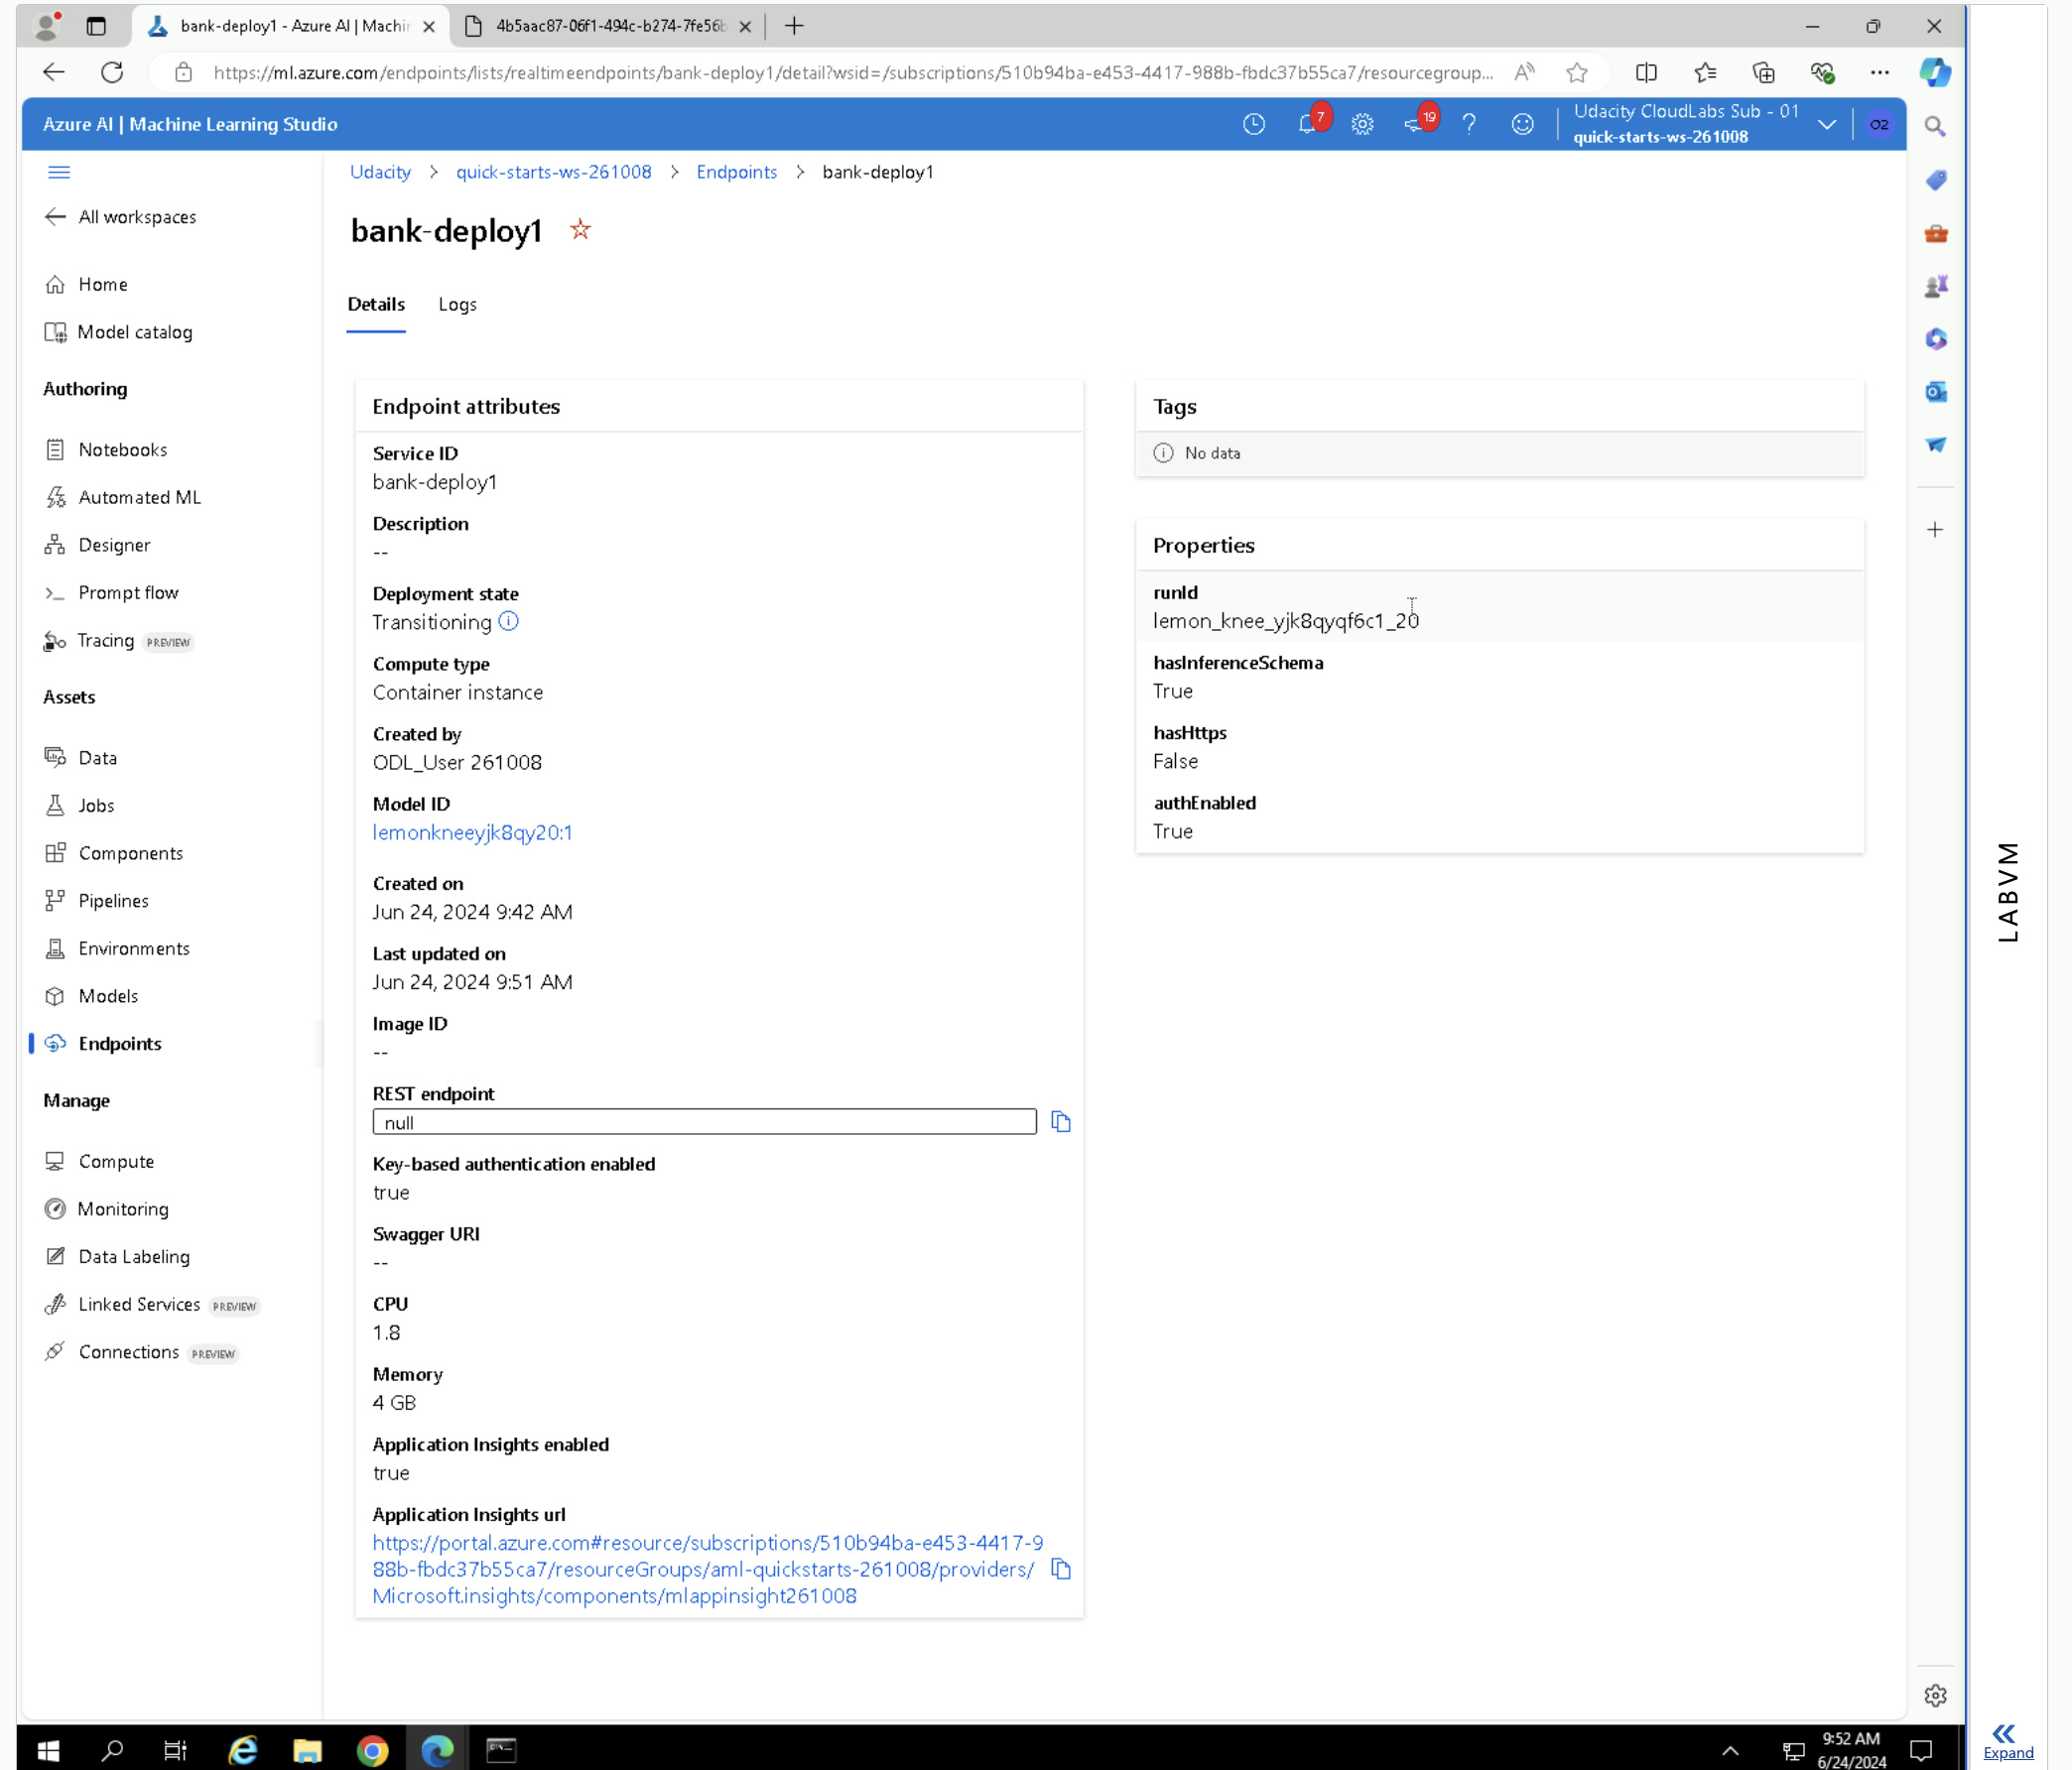 bank-deploy1 - Azure AI | Machir
4b5aac87-06f1-494c-b274-7fe56b
https://ml.azure.com/endpoints/lists/realtimeendpoints/bank-deploy1/detail?wsid=/subscriptions/510b94ba-e453-4417-988b-fbdc37b55ca7/resourcegroup...
Azure AI | Machine Learning Studio
7
19
Udacity CloudLabs Sub - 01
quick-starts-ws-261008
O2
Udacity > quick-starts-ws-261008 > Endpoints > bank-deploy1
All workspaces
Home
Model catalog
Authoring
Notebooks
Automated ML
Designer
Prompt flow
Tracing PREVIEW
Assets
Data
Jobs
Components
Pipelines
Environments
Models
Endpoints
Manage
Compute
Monitoring
Data Labeling
Linked Services PREVIEW
Connections PREVIEW
bank-deploy1
Details Logs
Endpoint attributes
Service ID
bank-deploy1
Description
--
Deployment state
Transitioning
Compute type
Container instance
Created by
ODL_User 261008
Model ID
lemonkneeyjk8qy20:1
Created on
Jun 24, 2024 9:42 AM
Last updated on
Jun 24, 2024 9:51 AM
Image ID
--
REST endpoint
null
Key-based authentication enabled
true
Swagger URI
--
CPU
1.8
Memory
4 GB
Application Insights enabled
true
Application Insights url
https://portal.azure.com#resource/subscriptions/510b94ba-e453-4417-9
88b-fbdc37b55ca7/resourceGroups/aml-quickstarts-261008/providers/
Microsoft.insights/components/mlappinsight261008
Tags
No data
Properties
runId
lemon_knee_yjk8qyqf6c1_20
hasInferenceSchema
True
hasHttps
False
authEnabled
True
LABVM
Expand
9:52 AM
6/24/2024